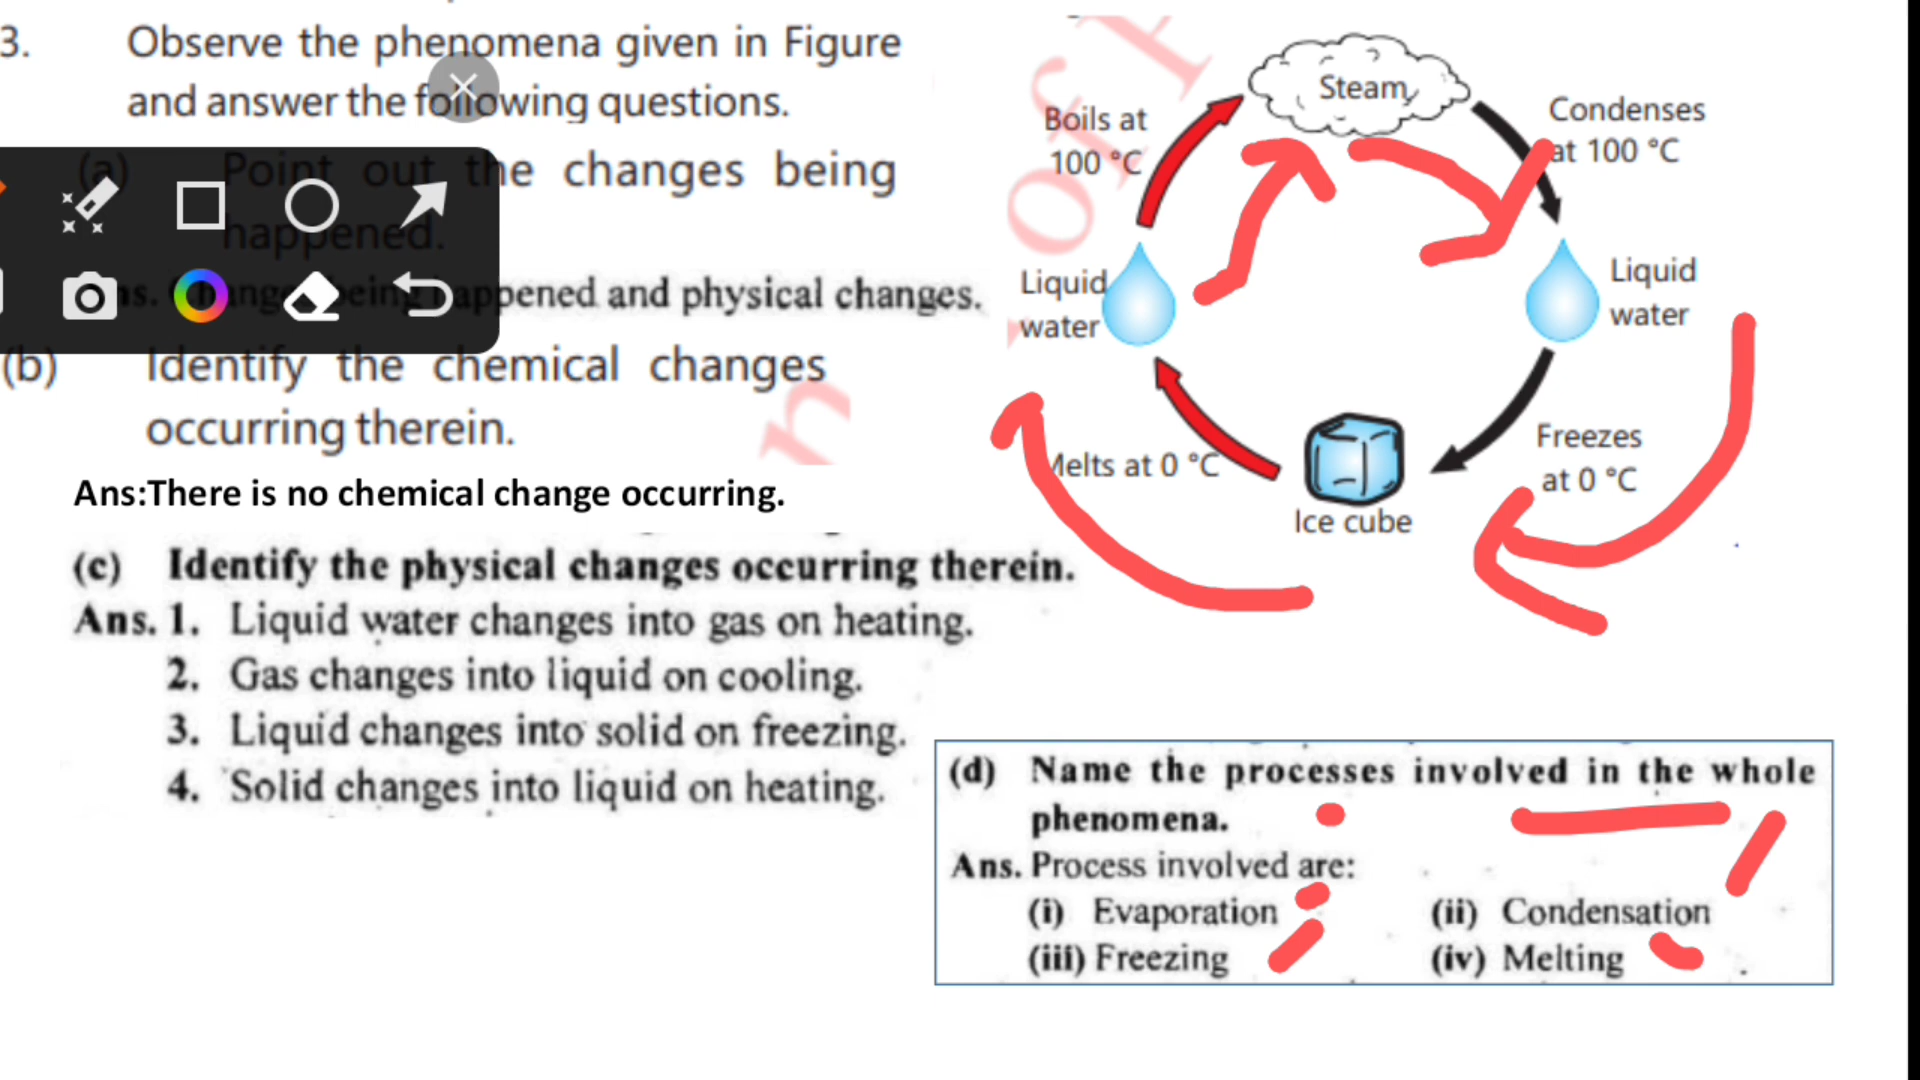 3. Observe the phenomena given in Figure
and answer the following questions.
(a) Point out the changes being
happened.
Ans. Changes being happened and physical changes.
(b) Identify the chemical changes
occurring therein.
Ans:There is no chemical change occurring.
(c) Identify the physical changes occurring therein.
Ans. 1. Liquid water changes into gas on heating.
2. Gas changes into liquid on cooling.
3. Liquid changes into solid on freezing.
4. Solid changes into liquid on heating.
Steam
Boils at
100 °C
Condenses
at 100 °C
Liquid
water
Liquid
water
Melts at 0 °C
Freezes
at 0 °C
Ice cube
(d) Name the processes involved in the whole
phenomena.
Ans. Process involved are:
(i) Evaporation (ii) Condensation
(iii) Freezing (iv) Melting